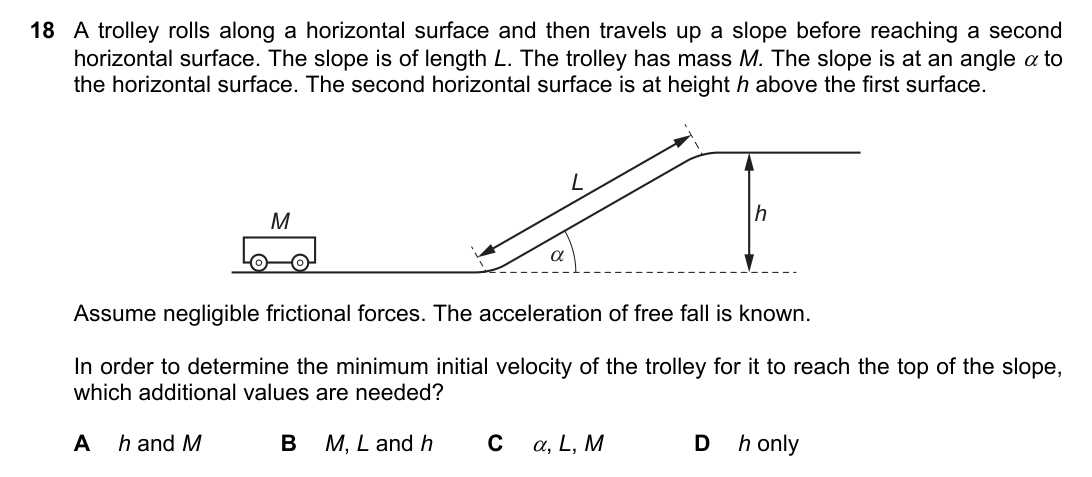 18 A trolley rolls along a horizontal surface and then travels up a slope before reaching a second
horizontal surface. The slope is of length L. The trolley has mass M. The slope is at an angle α to
the horizontal surface. The second horizontal surface is at height h above the first surface.
L
M
h
α
Assume negligible frictional forces. The acceleration of free fall is known.
In order to determine the minimum initial velocity of the trolley for it to reach the top of the slope,
which additional values are needed?
A h and M B M, L and h C α, L, M D h only